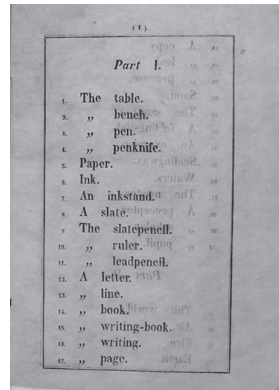 ( 1 )
Part I.
1. The table.
2. „ bench.
3. „ pen.
4. „ penknife.
5. Paper.
6. Ink.
7. An inkstand.
8. A slate.
9. The slatepencil.
10. „ ruler.
11. „ leadpencil.
12. A letter.
13. „ line.
14. „ book.
15. „ writing-book.
16. „ writing.
17. „ page.